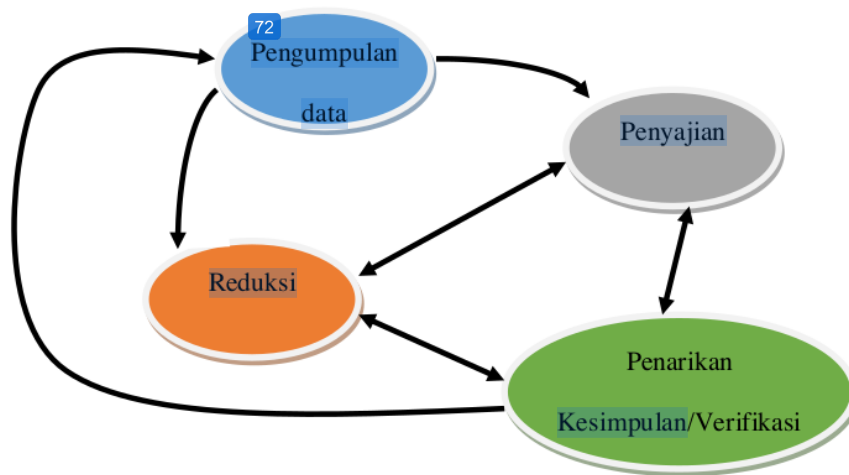 72
Pengumpulan
data
Penyajian
Reduksi
Penarikan
Kesimpulan/Verifikasi